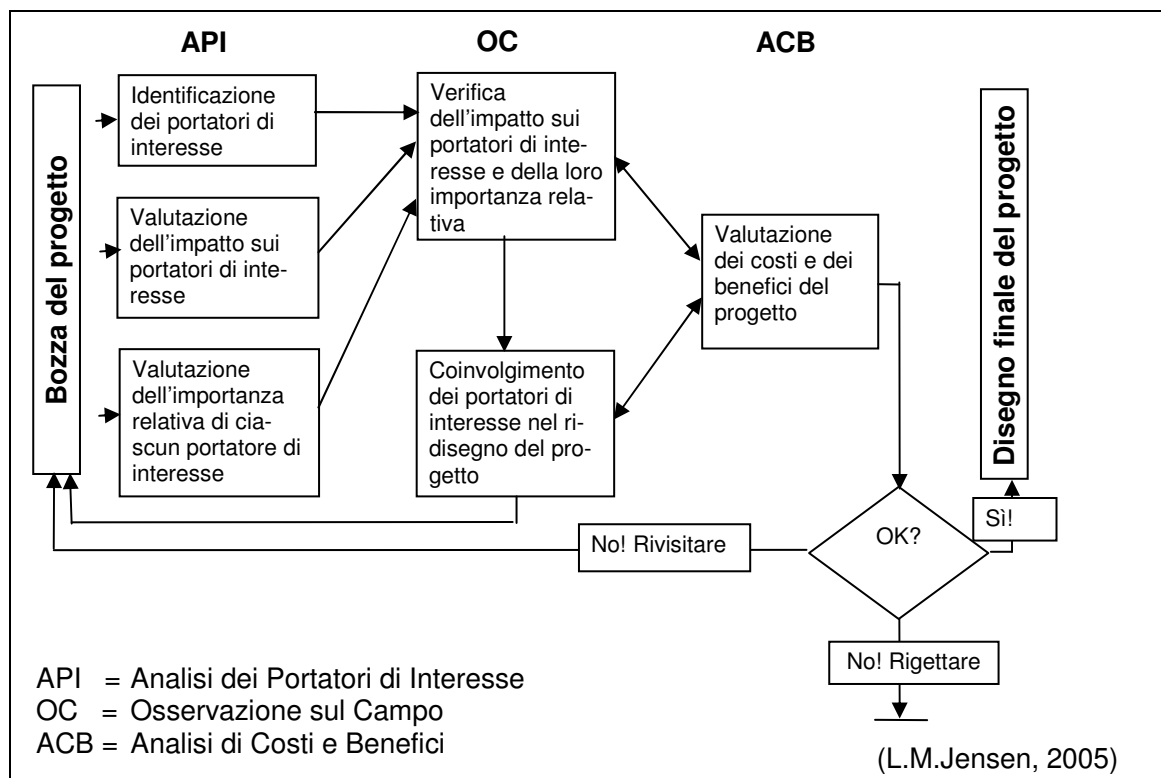 API
OC
ACB
Bozza del progetto
Identificazione
dei portatori di
interesse
Valutazione
dell'impatto sui
portatori di inte-
resse
Valutazione
dell'importanza
relativa di cia-
scun portatore di
interesse
Verifica
dell'impatto sui
portatori di inte-
resse e della loro
importanza rela-
tiva
Coinvolgimento
dei portatori di
interesse nel ri-
disegno del pro-
getto
Valutazione
dei costi e dei
benefici del
progetto
Disegno finale del progetto
Sì!
OK?
No! Rivisitare
No! Rigettare
API = Analisi dei Portatori di Interesse
OC = Osservazione sul Campo
ACB = Analisi di Costi e Benefici
(L.M.Jensen, 2005)